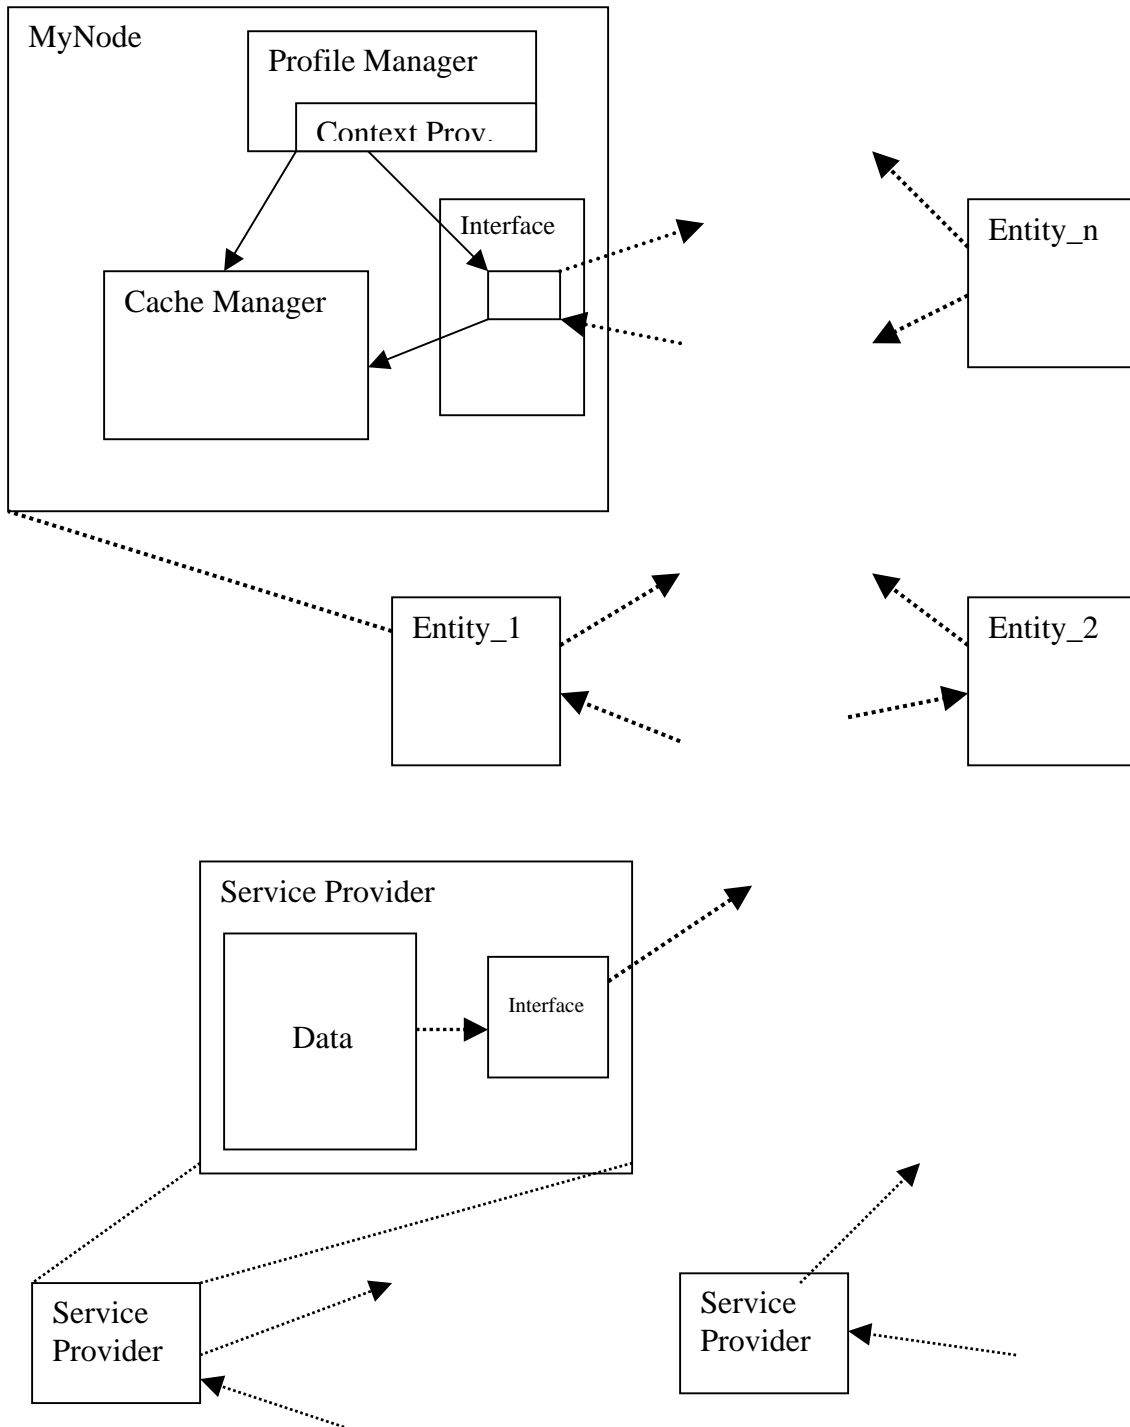 MyNode
Profile Manager
Context Prov.
Interface
Entity_n
Cache Manager
Entity_1
Entity_2
Service Provider
Interface
Data
Service
Provider
Service
Provider